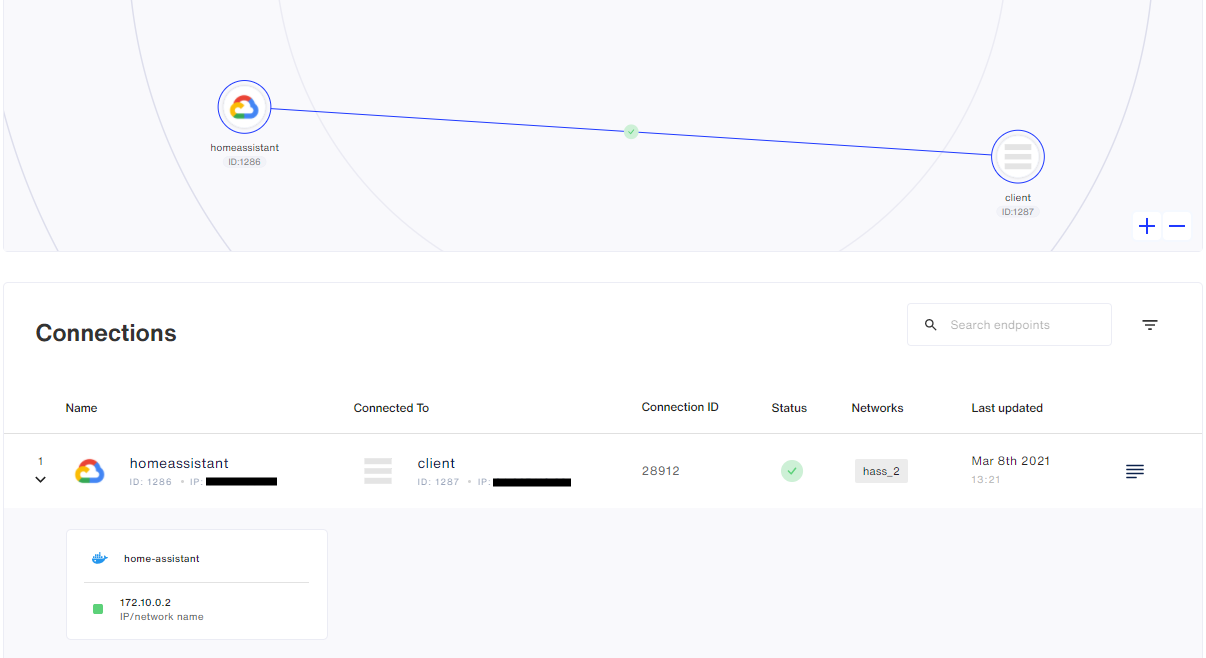 homeassistant
ID:1286
client
ID:1287
Connections
Search endpoints
Name Connected To Connection ID Status Networks Last updated
1
homeassistant
ID: 1286 • IP:
client
ID: 1287 • IP:
28912
hass_2
Mar 8th 2021
13:21
home-assistant
172.10.0.2
IP/network name